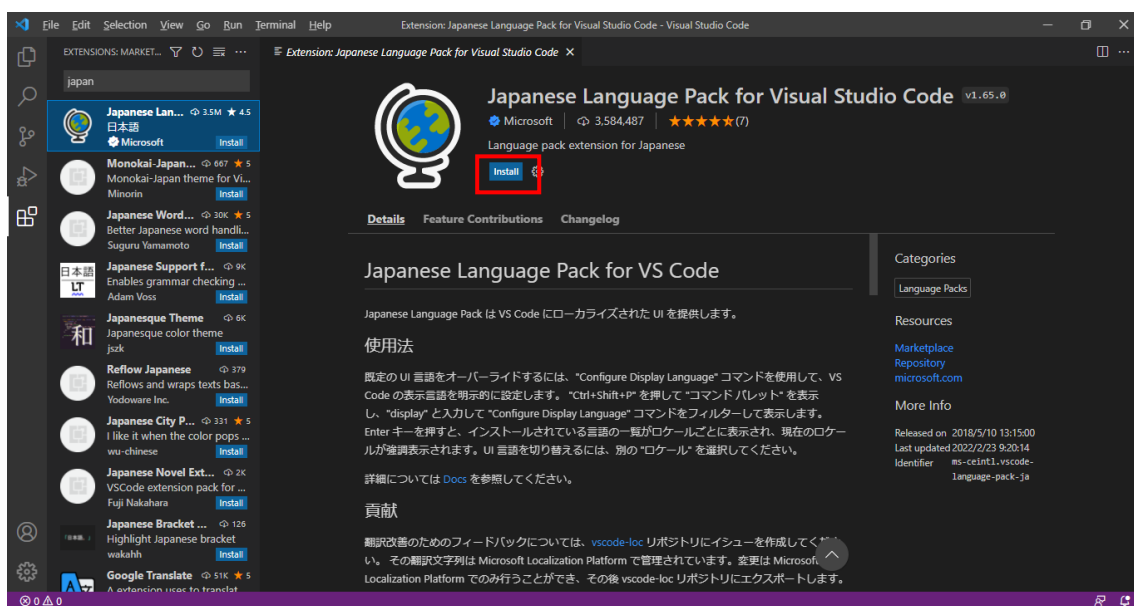 File Edit Selection View Go Run Terminal Help
Extension: Japanese Language Pack for Visual Studio Code - Visual Studio Code
EXTENSIONS: MARKET...
japan
Japanese Lan... 3.5M ★ 4.5
日本語
Microsoft Install
Monokai-Japan... 667 ★ 5
Monokai-Japan theme for Vi...
Minorin Install
Japanese Word... 30K ★ 5
Better Japanese word handli...
Suguru Yamamoto Install
日本語
LT
Japanese Support f... 9K
Enables grammar checking ...
Adam Voss Install
和
Japanesque Theme 6K
Japanesque color theme
jszk Install
Reflow Japanese 379
Reflows and wraps texts bas...
Yodoware Inc. Install
Japanese City P... 331 ★ 5
I like it when the color pops ...
wu-chinese Install
Japanese Novel Ext... 2K
VSCode extension pack for ...
Fuji Nakahara Install
Japanese Bracket ... 126
Highlight Japanese bracket
wakahh Install
Google Translate 51K ★ 5
A extension uses to translat
Extension: Japanese Language Pack for Visual Studio Code
Japanese Language Pack for Visual Studio Code v1.65.0
Microsoft 3,584,487 (7)
Language pack extension for Japanese
Install
Details Feature Contributions Changelog
Japanese Language Pack for VS Code
Japanese Language Pack は VS Code にローカライズされた UI を提供します。
使用法
既定の UI 言語をオーバーライドするには、"Configure Display Language" コマンドを使用して、VS
Code の表示言語を明示的に設定します。 "Ctrl+Shift+P" を押して "コマンド パレット" を表示
し、"display" と入力して "Configure Display Language" コマンドをフィルターして表示します。
Enter キーを押すと、インストールされている言語の一覧がロケールごとに表示され、現在のロケー
ルが強調表示されます。UI 言語を切り替えるには、別の "ロケール" を選択してください。
詳細については Docs を参照してください。
貢献
翻訳改善のためのフィードバックについては、vscode-loc リポジトリにイシューを作成してく
い。 その翻訳文字列は Microsoft Localization Platform で管理されています。変更は Microsoft
Localization Platform でのみ行うことができ、その後 vscode-loc リポジトリにエクスポートします。
Categories
Language Packs
Resources
Marketplace
Repository
microsoft.com
More Info
Released on 2018/5/10 13:15:00
Last updated 2022/2/23 9:20:14
Identifier ms-ceintl.vscode-
language-pack-ja
0 0